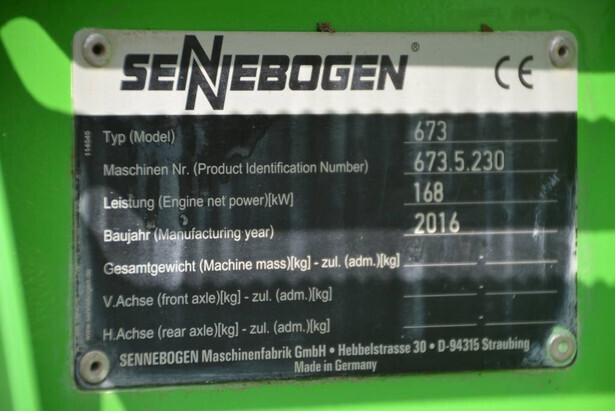 SENNEBOGEN® CE
Typ (Model) 673
Maschinen Nr. (Product Identification Number) 673.5.230
Leistung (Engine net power)[kW] 168
Baujahr (Manufacturing year) 2016
Gesamtgewicht (Machine mass)[kg] - zul. (adm.)[kg] -
V.Achse (front axle)[kg] - zul. (adm.)[kg] -
H.Achse (rear axle)[kg] - zul. (adm.)[kg] -
SENNEBOGEN Maschinenfabrik GmbH • Hebbelstrasse 30 • D-94315 Straubing
Made in Germany
114545